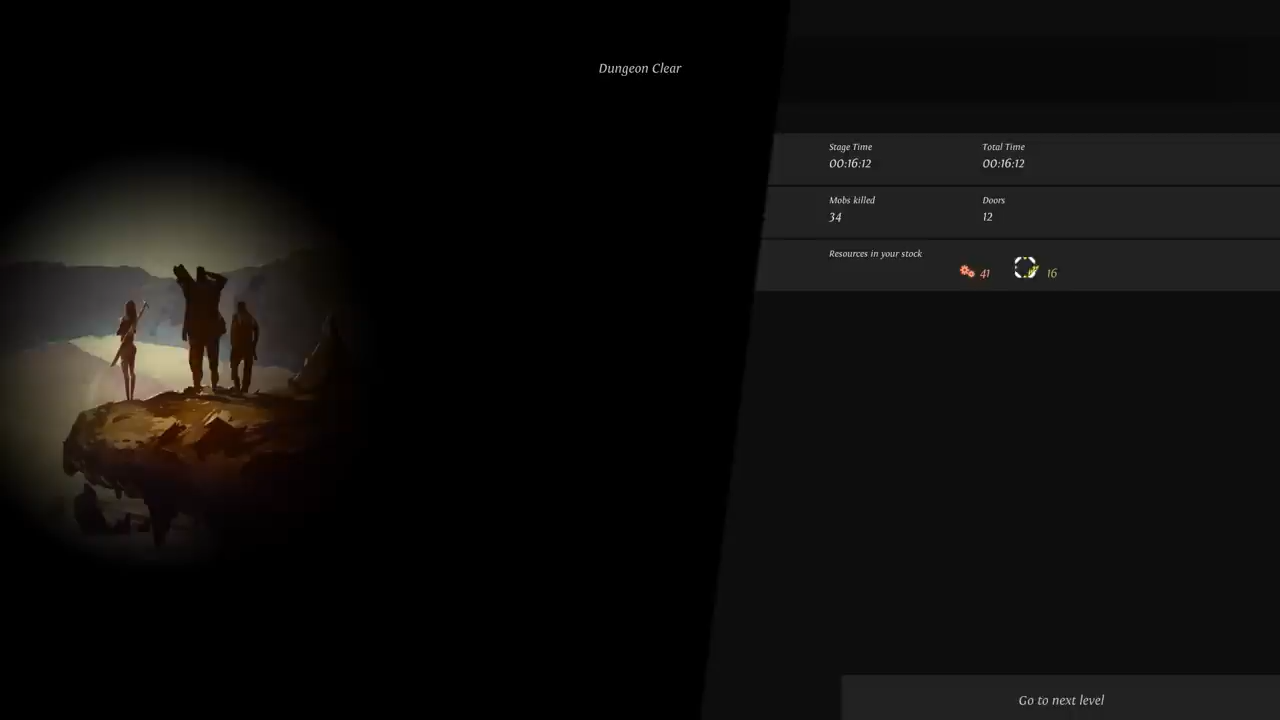 Dungeon Clear
Stage Time Total Time
00:16:12 00:16:12
Mobs killed Doors
34 12
Resources in your stock
41 16
Go to next level